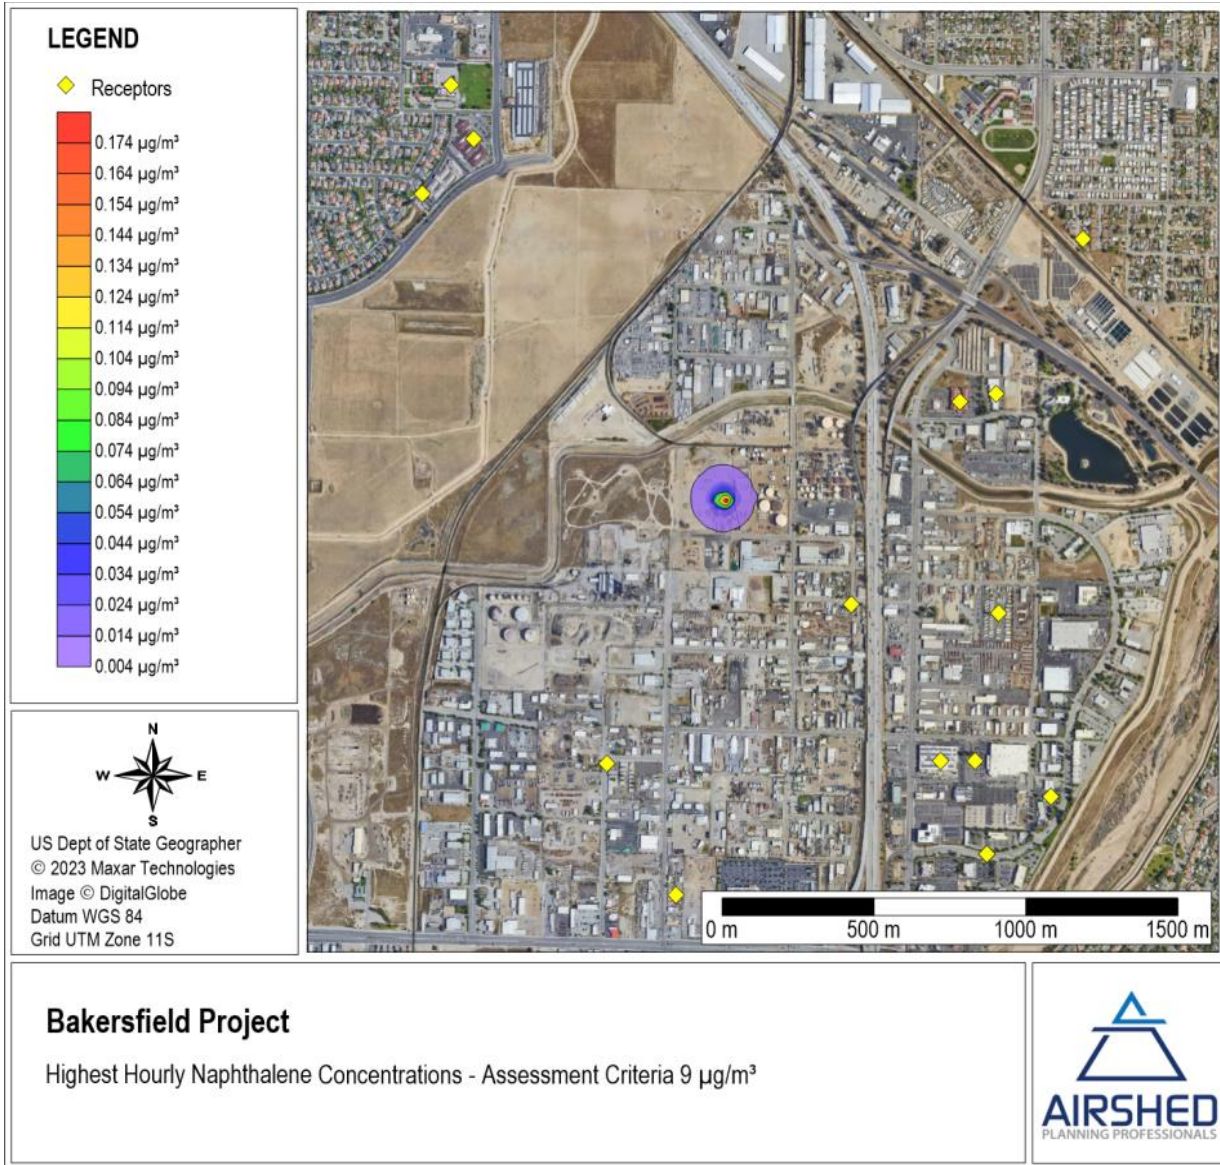 LEGEND
Receptors
0.174 µg/m³
0.164 µg/m³
0.154 µg/m³
0.144 µg/m³
0.134 µg/m³
0.124 µg/m³
0.114 µg/m³
0.104 µg/m³
0.094 µg/m³
0.084 µg/m³
0.074 µg/m³
0.064 µg/m³
0.054 µg/m³
0.044 µg/m³
0.034 µg/m³
0.024 µg/m³
0.014 µg/m³
0.004 µg/m³
N
W E
S
US Dept of State Geographer
© 2023 Maxar Technologies
Image © DigitalGlobe
Datum WGS 84
Grid UTM Zone 11S
0 m 500 m 1000 m 1500 m
Bakersfield Project
Highest Hourly Naphthalene Concentrations - Assessment Criteria 9 µg/m³
AIRSHED
PLANNING PROFESSIONALS